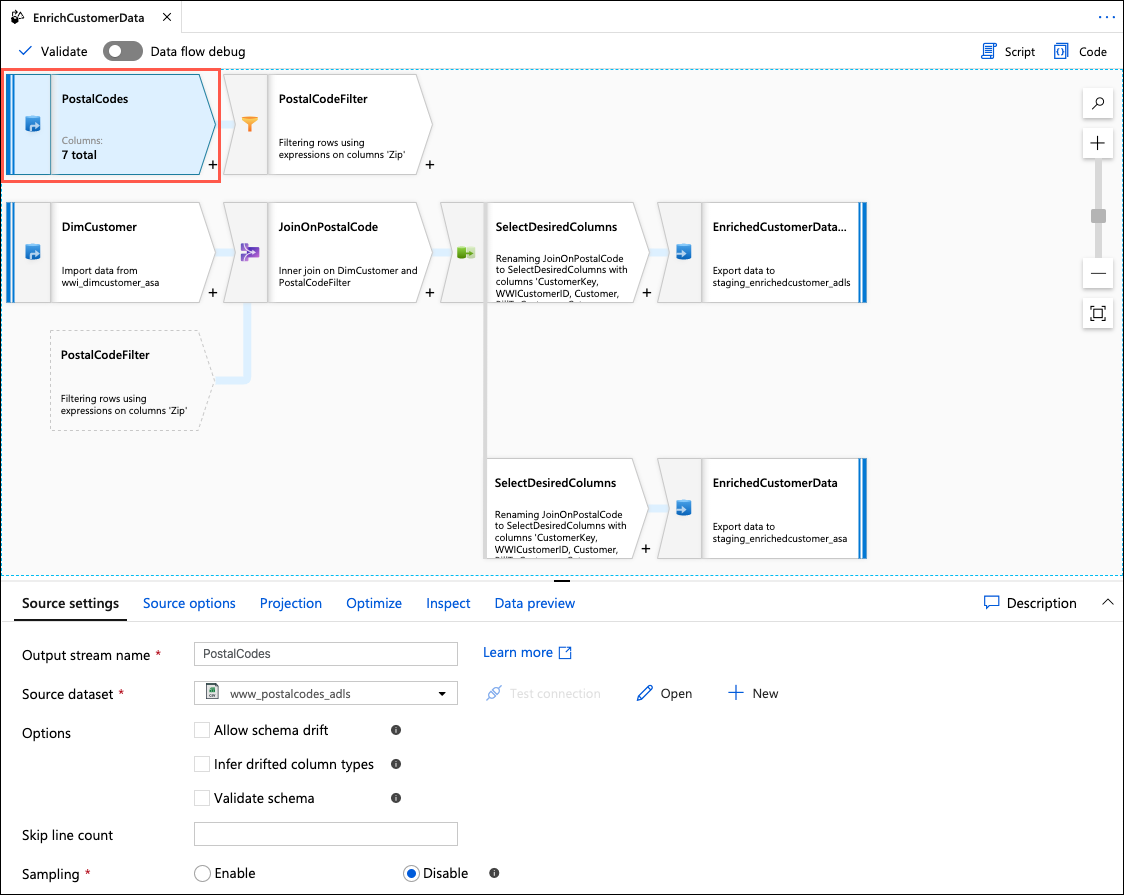 EnrichCustomerData
Validate
Data flow debug
Script
Code
PostalCodes
Columns:
7 total
+
PostalCodeFilter
Filtering rows using
expressions on columns 'Zip'
+
DimCustomer
Import data from
wwi_dimcustomer_asa
+
JoinOnPostalCode
Inner join on DimCustomer and
PostalCodeFilter
+
SelectDesiredColumns
Renaming JoinOnPostalCode
to SelectDesiredColumns with
columns 'CustomerKey,
WWICustomerID, Customer,
+
EnrichedCustomerData...
Export data to
staging_enrichedcustomer_adls
PostalCodeFilter
Filtering rows using
expressions on columns 'Zip'
SelectDesiredColumns
Renaming JoinOnPostalCode
to SelectDesiredColumns with
columns 'CustomerKey,
WWICustomerID, Customer,
+
EnrichedCustomerData
Export data to
staging_enrichedcustomer_asa
Source settings
Source options
Projection
Optimize
Inspect
Data preview
Description
Output stream name *
PostalCodes
Learn more
Source dataset *
www_postalcodes_adls
Test connection
Open
New
Options
Allow schema drift
Infer drifted column types
Validate schema
Skip line count
Sampling *
Enable
Disable